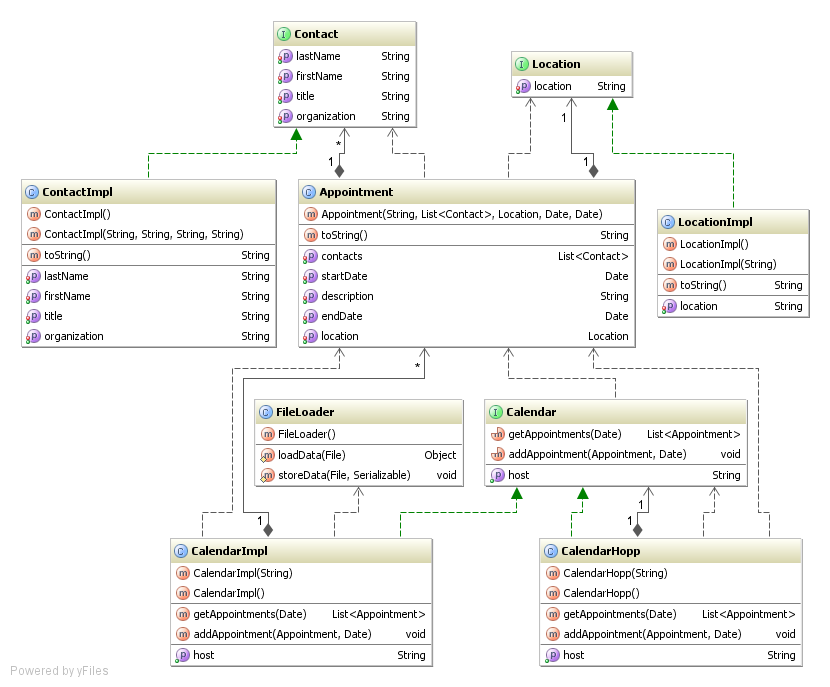 I Contact
p lastName String
p firstName String
p title String
p organization String
I Location
p location String
1
*
1
1
C ContactImpl
m ContactImpl()
m ContactImpl(String, String, String, String)
m toString() String
p lastName String
p firstName String
p title String
p organization String
C Appointment
m Appointment(String, List<Contact>, Location, Date, Date)
m toString() String
p contacts List<Contact>
p startDate Date
p description String
p endDate Date
p location Location
C LocationImpl
m LocationImpl()
m LocationImpl(String)
m toString() String
p location String
*
C FileLoader
m FileLoader()
m loadData(File) Object
m storeData(File, Serializable) void
I Calendar
m getAppointments(Date) List<Appointment>
m addAppointment(Appointment, Date) void
p host String
1
1
1
C CalendarImpl
m CalendarImpl(String)
m CalendarImpl()
m getAppointments(Date) List<Appointment>
m addAppointment(Appointment, Date) void
p host String
C CalendarHopp
m CalendarHopp(String)
m CalendarHopp()
m getAppointments(Date) List<Appointment>
m addAppointment(Appointment, Date) void
p host String
Powered by yFiles